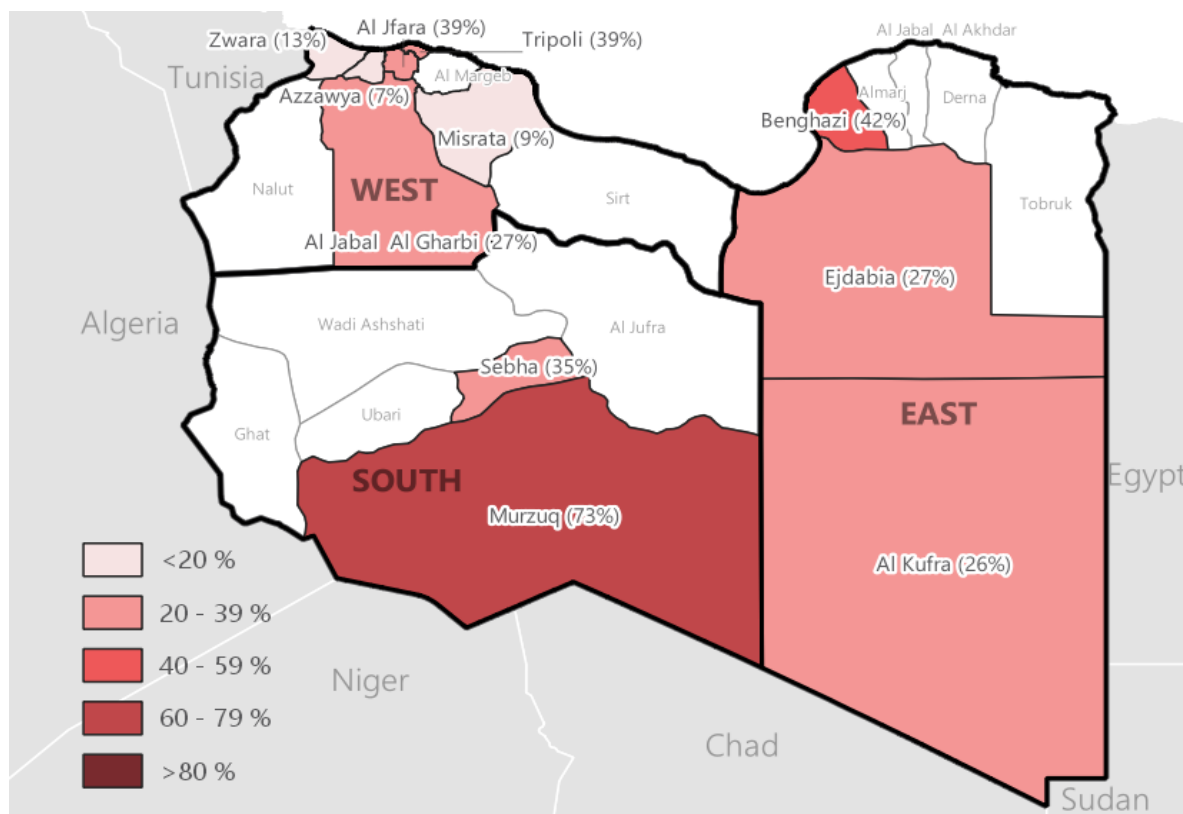 Al Jfara (39%)
Zwara (13%)
Tripoli (39%)
Al Jabal Al Akhdar
Tunisia
Al Margeb
Azzawya (7%)
Almarj
Derna
Benghazi (42%)
Misrata (9%)
Nalut
WEST
Sirt
Tobruk
Al Jabal Al Gharbi (27%)
Ejdabia (27%)
Algeria
Wadi Ashshati
Al Jufra
Sebha (35%)
Ubari
EAST
Ghat
SOUTH
Egypt
Murzuq (73%)
Al Kufra (26%)
<20 %
20 - 39 %
40 - 59 %
60 - 79 %
>80 %
Niger
Chad
Sudan